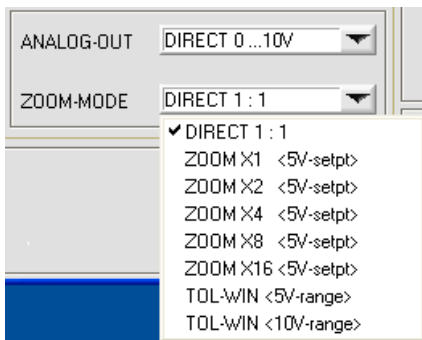 ANALOG-OUT DIRECT 0 ...10V
ZOOM-MODE DIRECT 1 : 1
✔DIRECT 1 : 1
ZOOM X1 <5V-setpt>
ZOOM X2 <5V-setpt>
ZOOM X4 <5V-setpt>
ZOOM X8 <5V-setpt>
ZOOM X16 <5V-setpt>
TOL-WIN <5V-range>
TOL-WIN <10V-range>